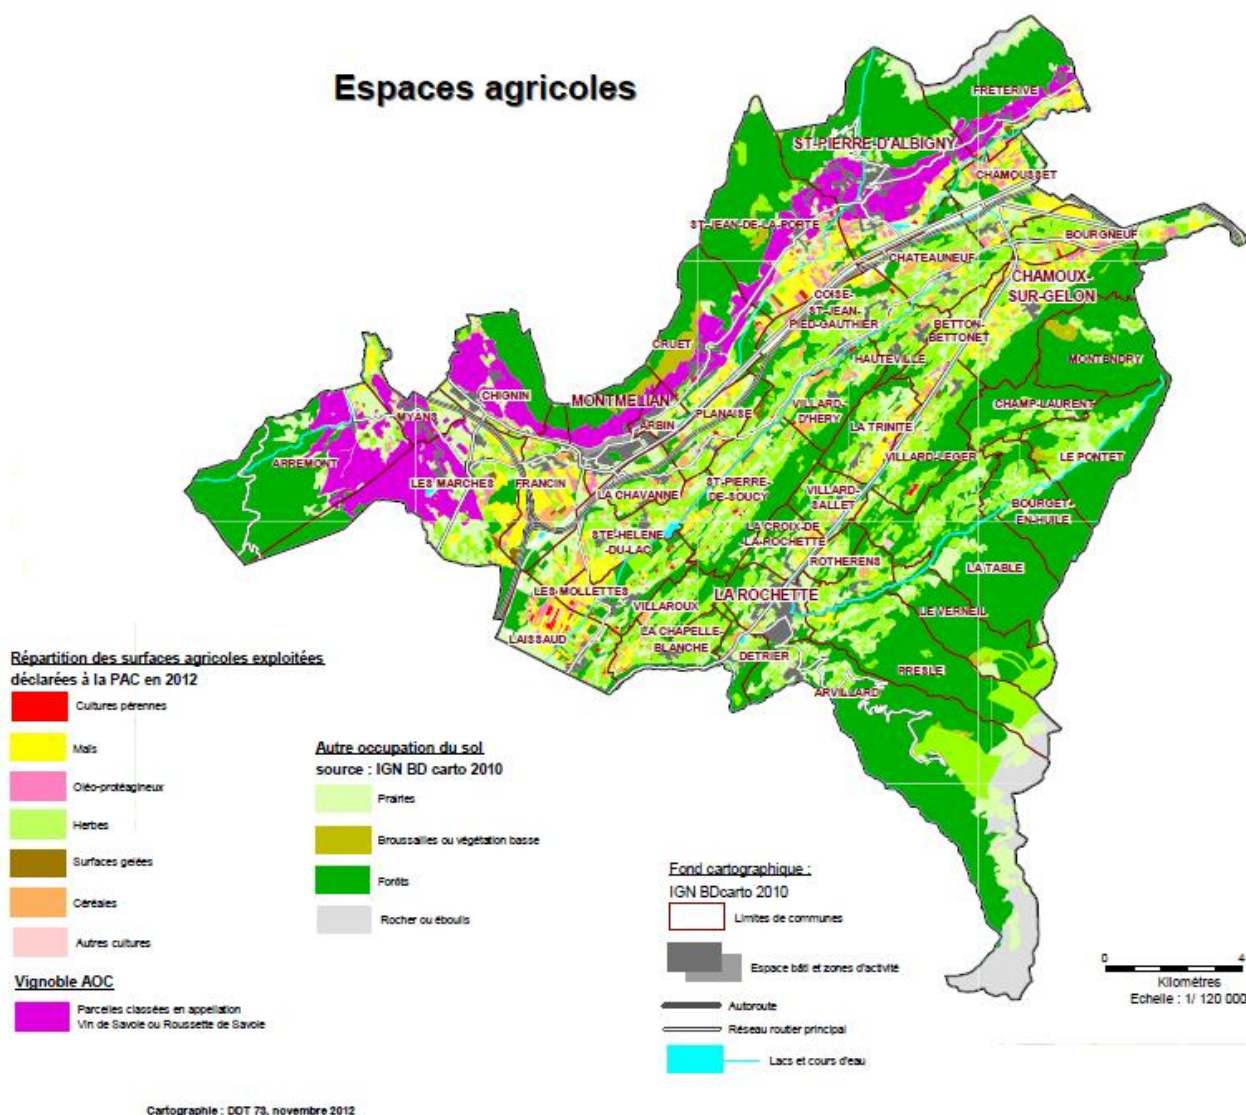 Espaces agricoles
FRETERIVE
ST-PIERRE-D'ALBIGNY
CHAMOUSSET
ST-JEAN-DE-LA-PORTE
BOURGNEUF
CHATEAUNEUF
CHAMOUX-
SUR-GELON
COISE-
ST-JEAN-
PIED-GAUTHIER
BETTON-
BETTONET
CRUET
HAUTEVILLE
MONTENDRY
CHIGNIN
MONTMELIAN
ARBIN
PLANAISE
VILLARD-
D'HERY
CHAMP-LAURENT
MYANS
LA TRINITE
ARREMONT
VILLARD-LEGER
LE PONTET
LES MARCHES
FRANCIN
LA CHAVANNE
ST-PIERRE-
DE-SOUCY
VILLARD-
SALLET
BOURGET-
EN-HUILE
STE-HELENE
-DU-LAC
LA CROIX-DE
LA-ROCHETTE
ROTHERENS
LA TABLE
LES MOLLETTES
VILLAROUX
LA ROCHETTE
LE VERNEIL
LAISSAUD
LA CHAPELLE-
BLANCHE
DETRIER
PRESLE
ARVILLARD
Répartition des surfaces agricoles exploitées
déclarées à la PAC en 2012
Cultures pérennes
Maïs
Oléo-protéagineux
Herbes
Surfaces gelées
Céréales
Autres cultures
Vignoble AOC
Parcelles classées en appellation
Vin de Savoie ou Roussette de Savoie
Autre occupation du sol
source : IGN BD carto 2010
Prairies
Broussailles ou végétation basse
Forêts
Rocher ou éboulis
Fond cartographique :
IGN BDcarto 2010
Limites de communes
Espace bâti et zones d'activité
Autoroute
Réseau routier principal
Lacs et cours d'eau
0 4
Kilomètres
Echelle : 1/ 120 000
Cartographie : DDT 73, novembre 2012